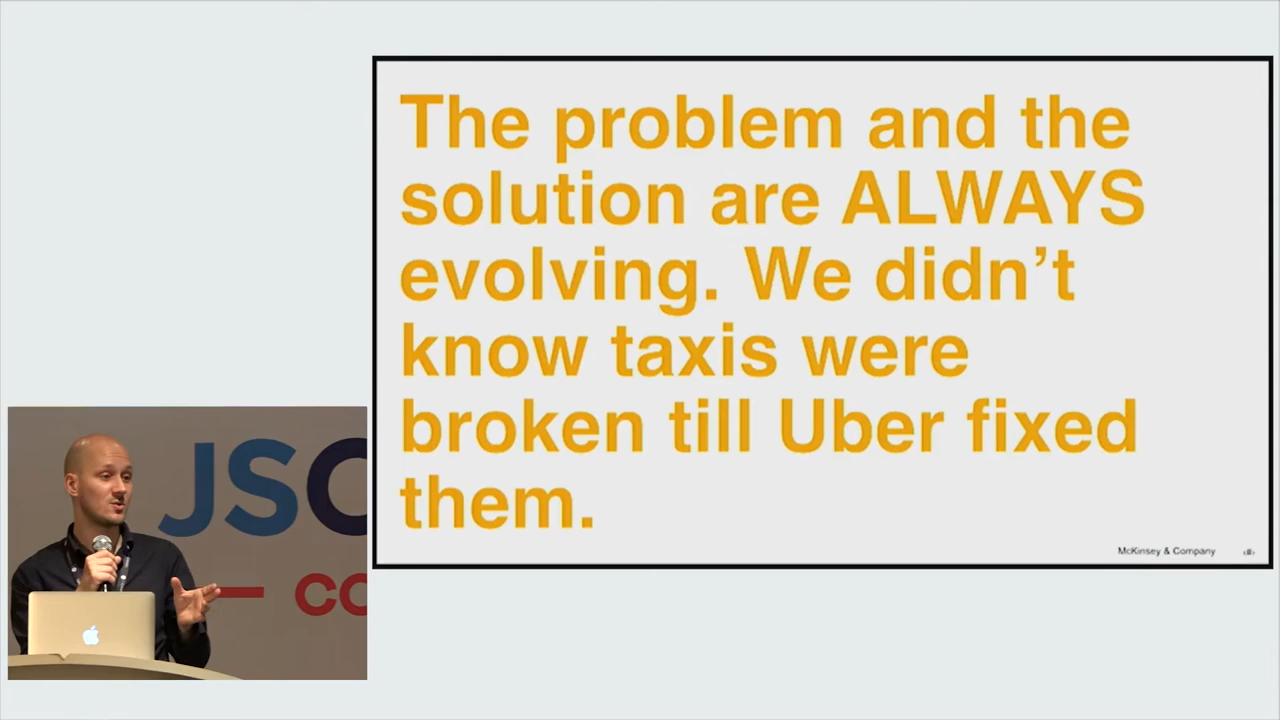 The problem and the
solution are ALWAYS
evolving. We didn’t
know taxis were
broken till Uber fixed
them.
McKinsey & Company
JSC
CO